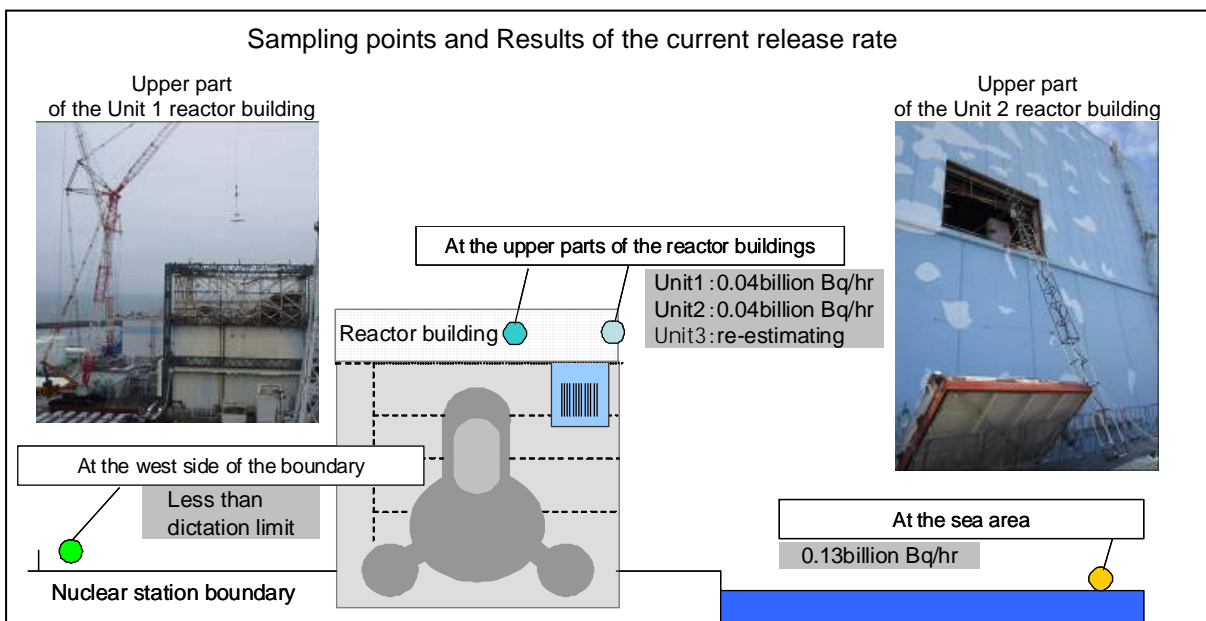 Sampling points and Results of the current release rate
Upper part
of the Unit 1 reactor building
Upper part
of the Unit 2 reactor building
At the upper parts of the reactor buildings
Unit1：0.04billion Bq/hr
Unit2：0.04billion Bq/hr
Unit3：re-estimating
Reactor building
At the west side of the boundary
Less than
dictation limit
At the sea area
0.13billion Bq/hr
Nuclear station boundary